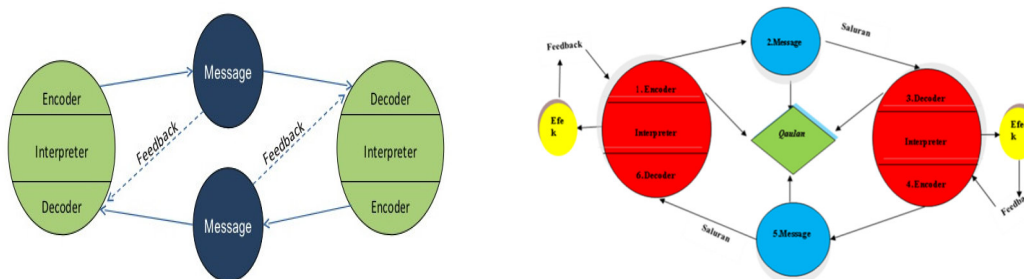 Encoder
Interpreter
Decoder
Message
Feedback
Feedback
Message
Decoder
Interpreter
Encoder
Feedback
Efe
k
1. Encoder
Interpreter
6. Decoder
2.Message
Saluran
Qaulan
5.Message
Saluran
3.Decoder
Interpreter
4. Encoder
Efe
k
Feedback